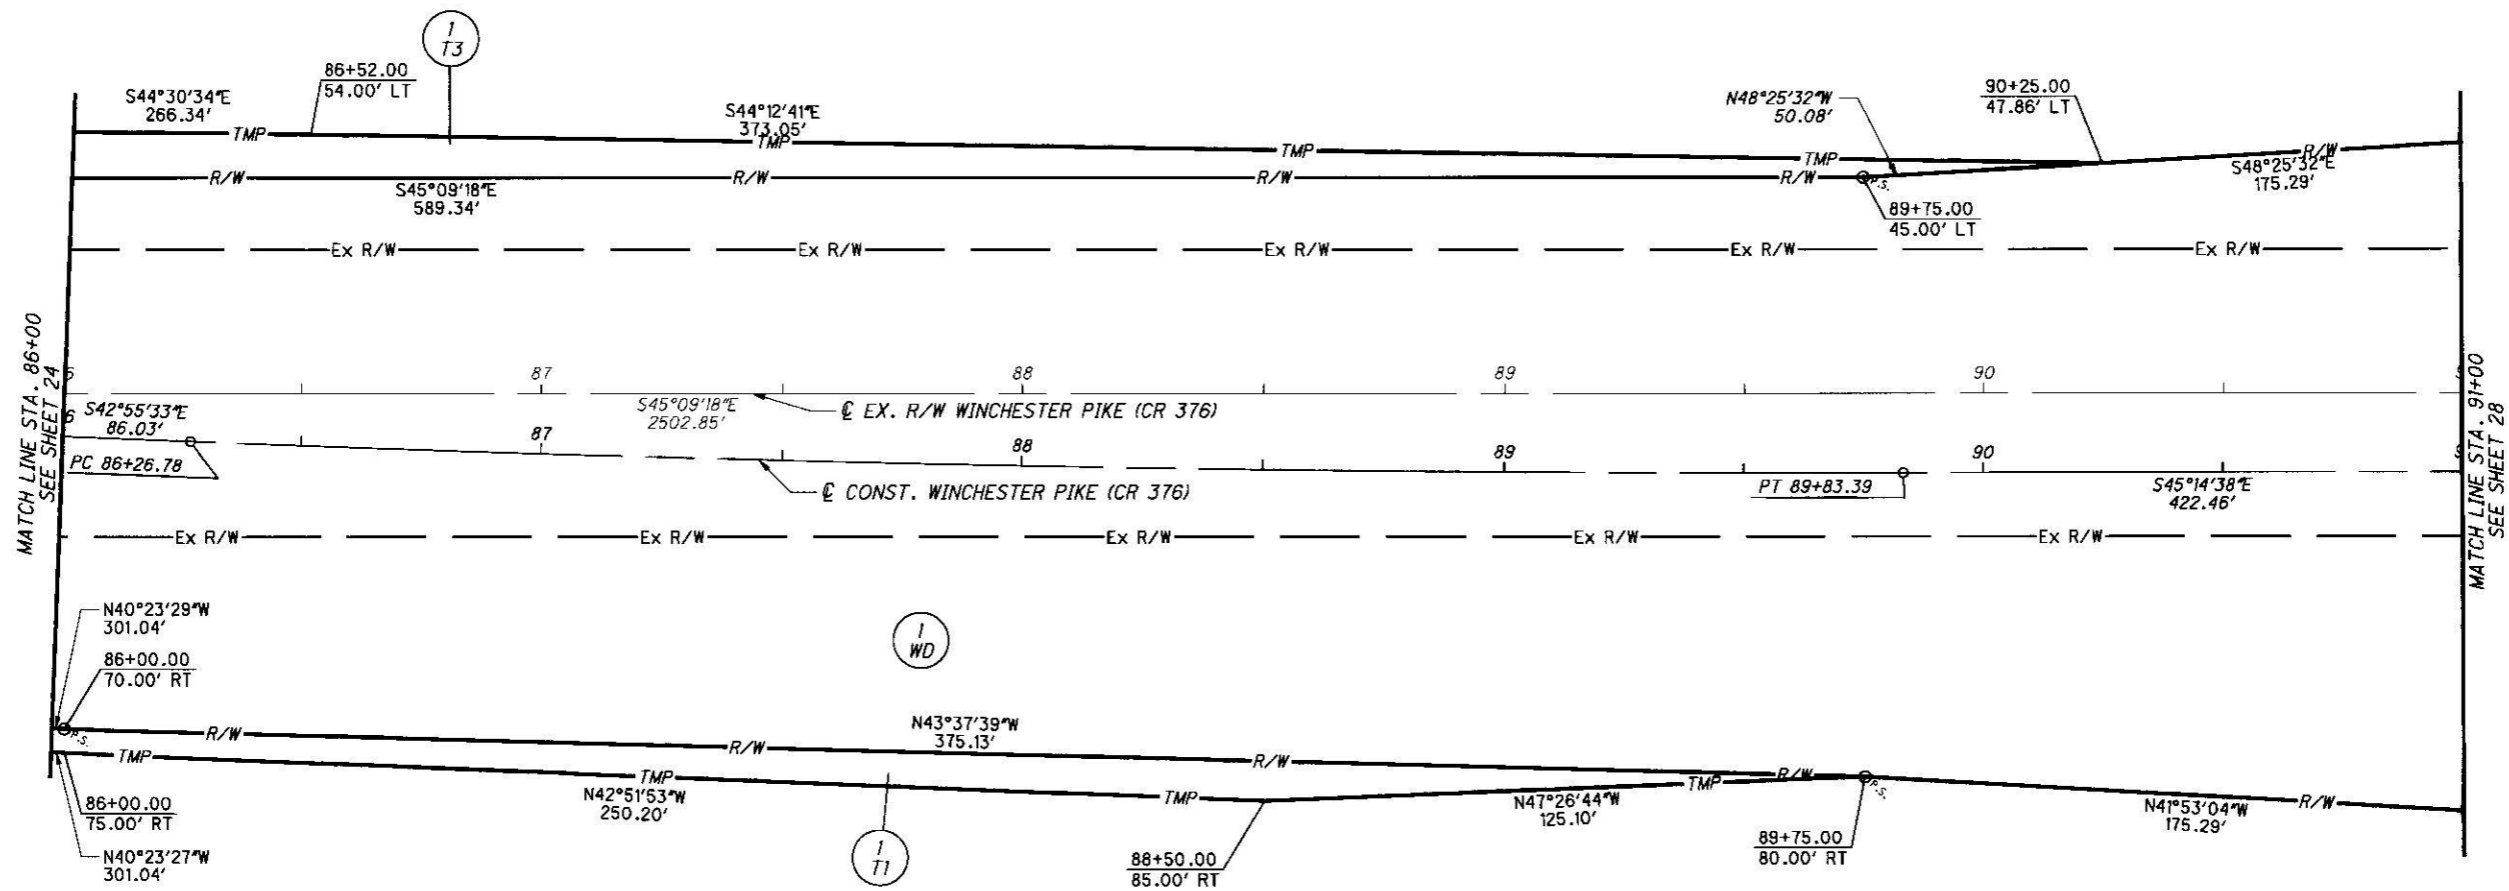 1
T3
86+52.00
54.00' LT
S44°30'34"E
266.34'
S44°12'41"E
373.05'
N48°25'32"W
50.08'
90+25.00
47.86' LT
TMP
TMP
TMP
TMP
R/W
S48°25'32"E
175.29'
R/W
R/W
R/W
R/W
P.S.
S45°09'18"E
589.34'
89+75.00
45.00' LT
Ex R/W
Ex R/W
Ex R/W
Ex R/W
Ex R/W
MATCH LINE STA. 86+00
SEE SHEET 24
87
88
89
90
S45°09'18"E
2502.85'
℄ EX. R/W WINCHESTER PIKE (CR 376)
6
S42°55'33"E
86.03'
PC 86+26.78
87
88
89
90
℄ CONST. WINCHESTER PIKE (CR 376)
PT 89+83.39
S45°14'38"E
422.46'
MATCH LINE STA. 91+00
SEE SHEET 28
Ex R/W
Ex R/W
Ex R/W
Ex R/W
Ex R/W
N40°23'29"W
301.04'
86+00.00
70.00' RT
1
WD
P.S.
R/W
R/W
N43°37'39"W
375.13'
R/W
R/W
P.S.
TMP
TMP
TMP
TMP
N42°51'53"W
250.20'
N47°26'44"W
125.10'
N41°53'04"W
175.29'
R/W
86+00.00
75.00' RT
N40°23'27"W
301.04'
1
T1
88+50.00
85.00' RT
89+75.00
80.00' RT